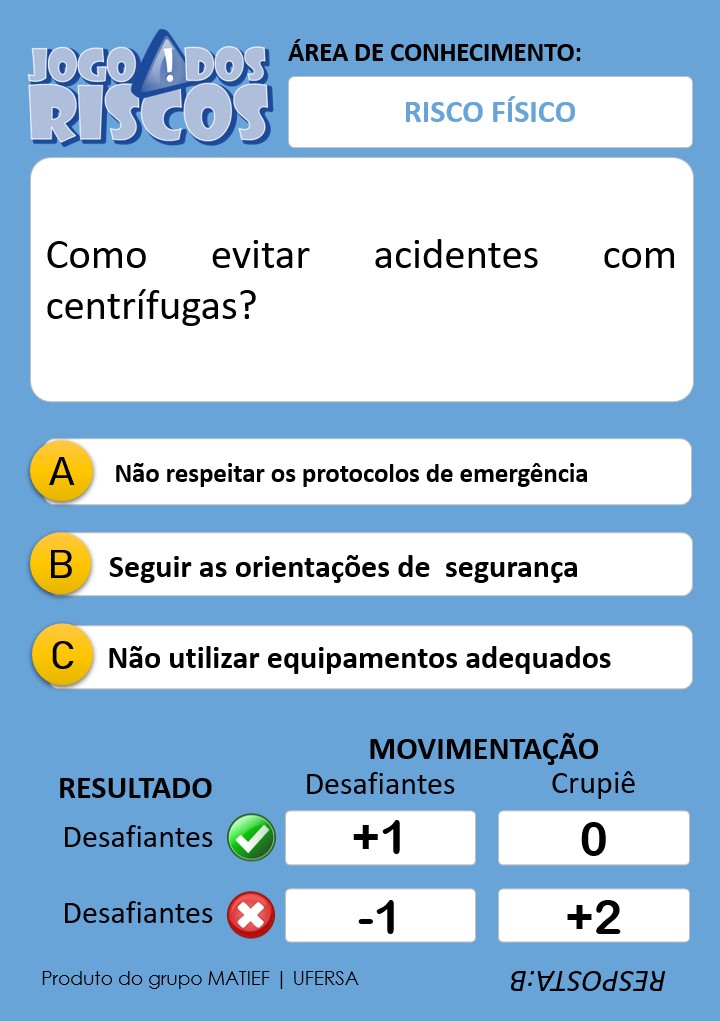 JOGO DOS
RISCOS
ÁREA DE CONHECIMENTO:
RISCO FÍSICO
Como evitar acidentes com
centrífugas?
A Não respeitar os protocolos de emergência
B Seguir as orientações de segurança
C Não utilizar equipamentos adequados
MOVIMENTAÇÃO
RESULTADO Desafiantes Crupiê
Desafiantes +1 0
Desafiantes -1 +2
Produto do grupo MATIEF | UFERSA
RESPOSTA:B